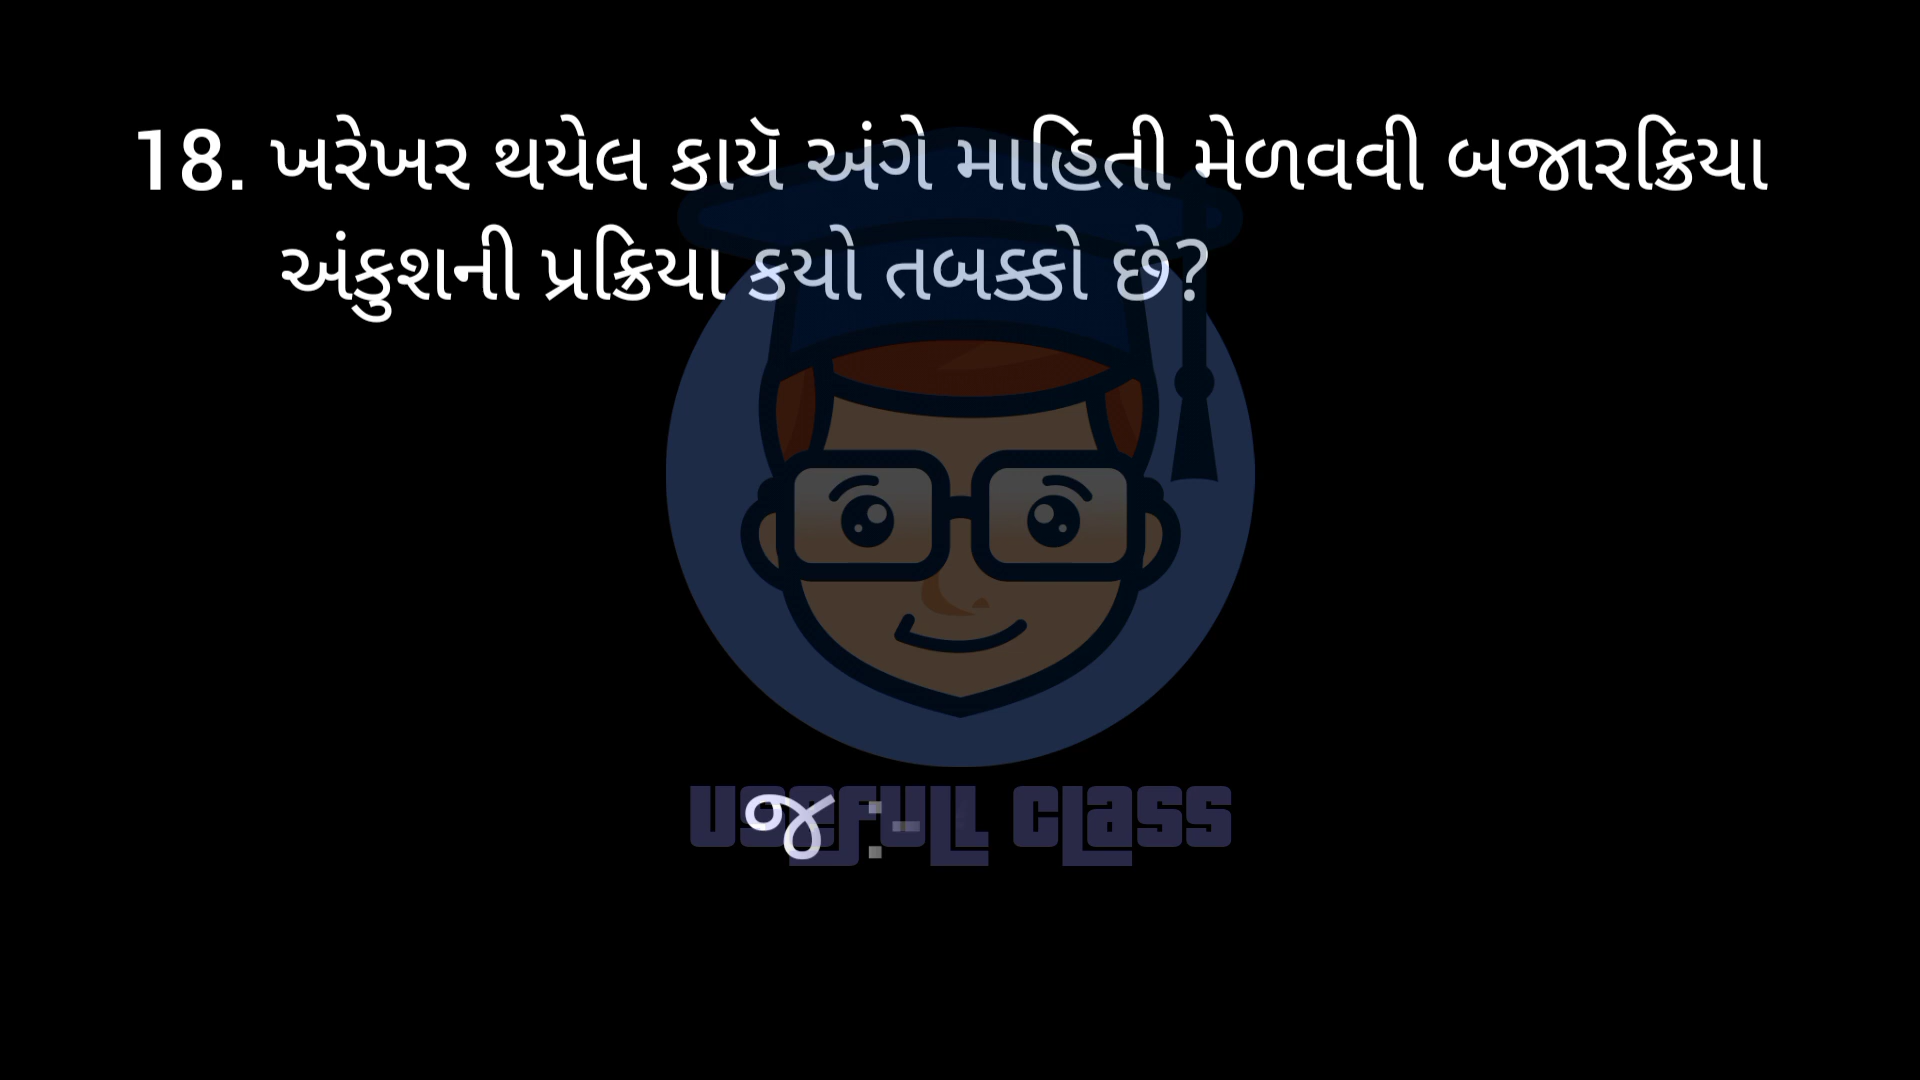 18. ખરેખર થયેલ કાયૅ અંગે માહિતી મેળવવી બજારક્રિયા
અંકુશની પ્રક્રિયા કયો તબક્કો છે?
જ :-
USEFULL CLASS